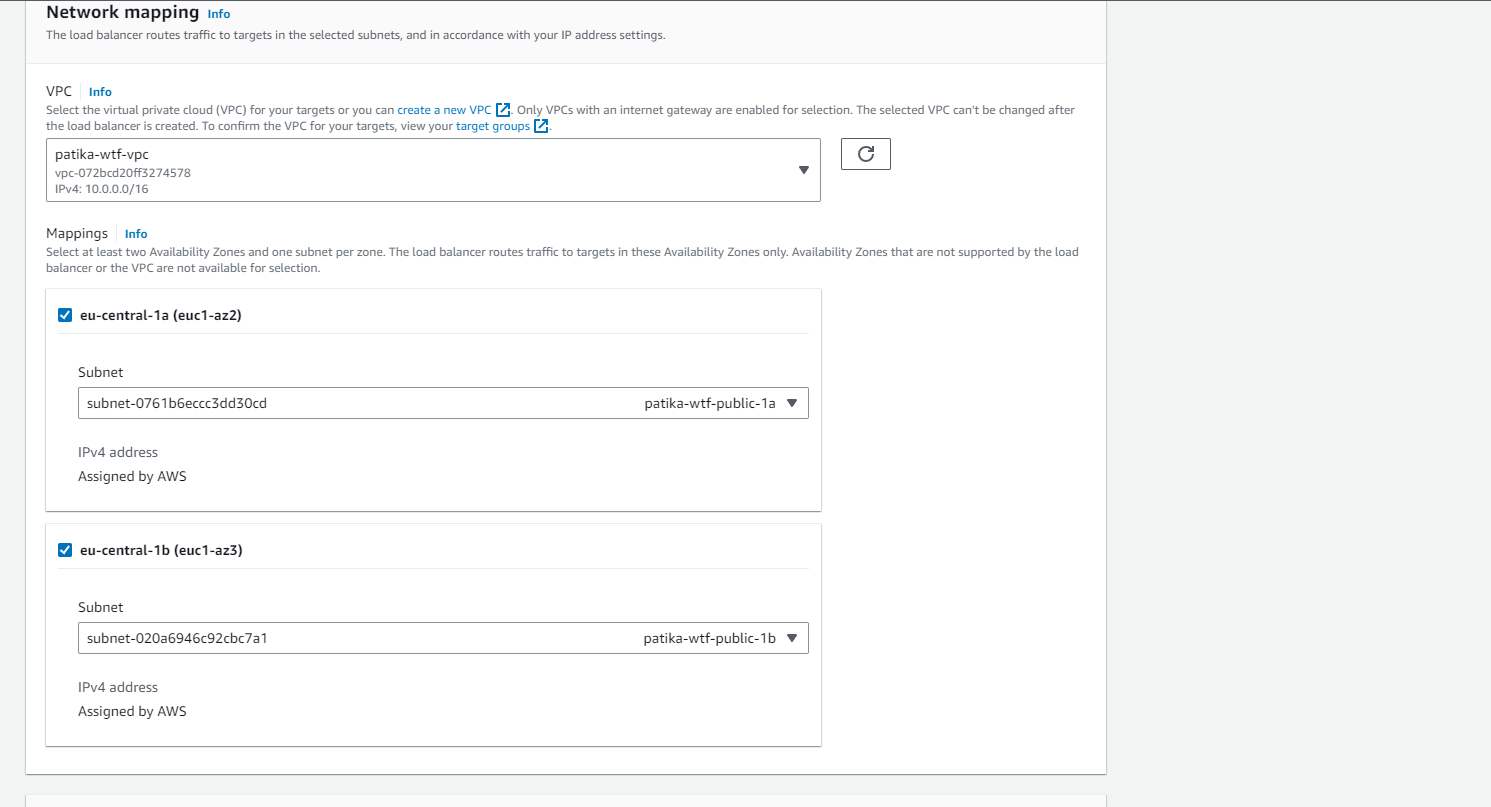 Network mapping Info
The load balancer routes traffic to targets in the selected subnets, and in accordance with your IP address settings.
VPC Info
Select the virtual private cloud (VPC) for your targets or you can create a new VPC . Only VPCs with an internet gateway are enabled for selection. The selected VPC can't be changed after
the load balancer is created. To confirm the VPC for your targets, view your target groups .
patika-wtf-vpc
vpc-072bcd20ff3274578
IPv4: 10.0.0.0/16
Mappings Info
Select at least two Availability Zones and one subnet per zone. The load balancer routes traffic to targets in these Availability Zones only. Availability Zones that are not supported by the load
balancer or the VPC are not available for selection.
eu-central-1a (euc1-az2)
Subnet
subnet-0761b6eccc3dd30cd patika-wtf-public-1a
IPv4 address
Assigned by AWS
eu-central-1b (euc1-az3)
Subnet
subnet-020a6946c92cbc7a1 patika-wtf-public-1b
IPv4 address
Assigned by AWS